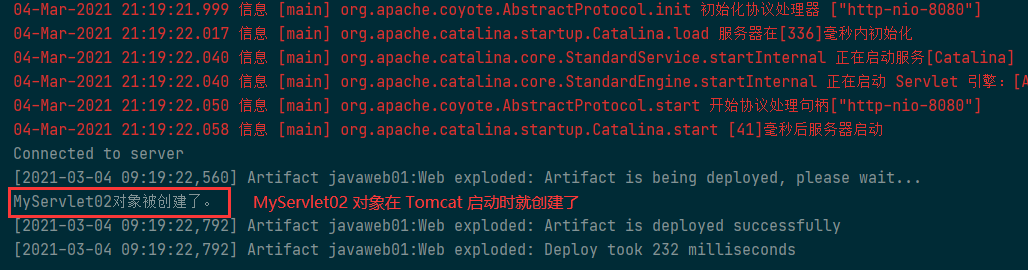 04-Mar-2021 21:19:21.999 信息 [main] org.apache.coyote.AbstractProtocol.init 初始化协议处理器 ["http-nio-8080"]
04-Mar-2021 21:19:22.017 信息 [main] org.apache.catalina.startup.Catalina.load 服务器在[336]毫秒内初始化
04-Mar-2021 21:19:22.040 信息 [main] org.apache.catalina.core.StandardService.startInternal 正在启动服务[Catalina]
04-Mar-2021 21:19:22.040 信息 [main] org.apache.catalina.core.StandardEngine.startInternal 正在启动 Servlet 引擎：[A
04-Mar-2021 21:19:22.050 信息 [main] org.apache.coyote.AbstractProtocol.start 开始协议处理句柄["http-nio-8080"]
04-Mar-2021 21:19:22.058 信息 [main] org.apache.catalina.startup.Catalina.start [41]毫秒后服务器启动
Connected to server
[2021-03-04 09:19:22,560] Artifact javaweb01:Web exploded: Artifact is being deployed, please wait...
MyServlet02对象被创建了。 MyServlet02 对象在 Tomcat 启动时就创建了
[2021-03-04 09:19:22,792] Artifact javaweb01:Web exploded: Artifact is deployed successfully
[2021-03-04 09:19:22,792] Artifact javaweb01:Web exploded: Deploy took 232 milliseconds